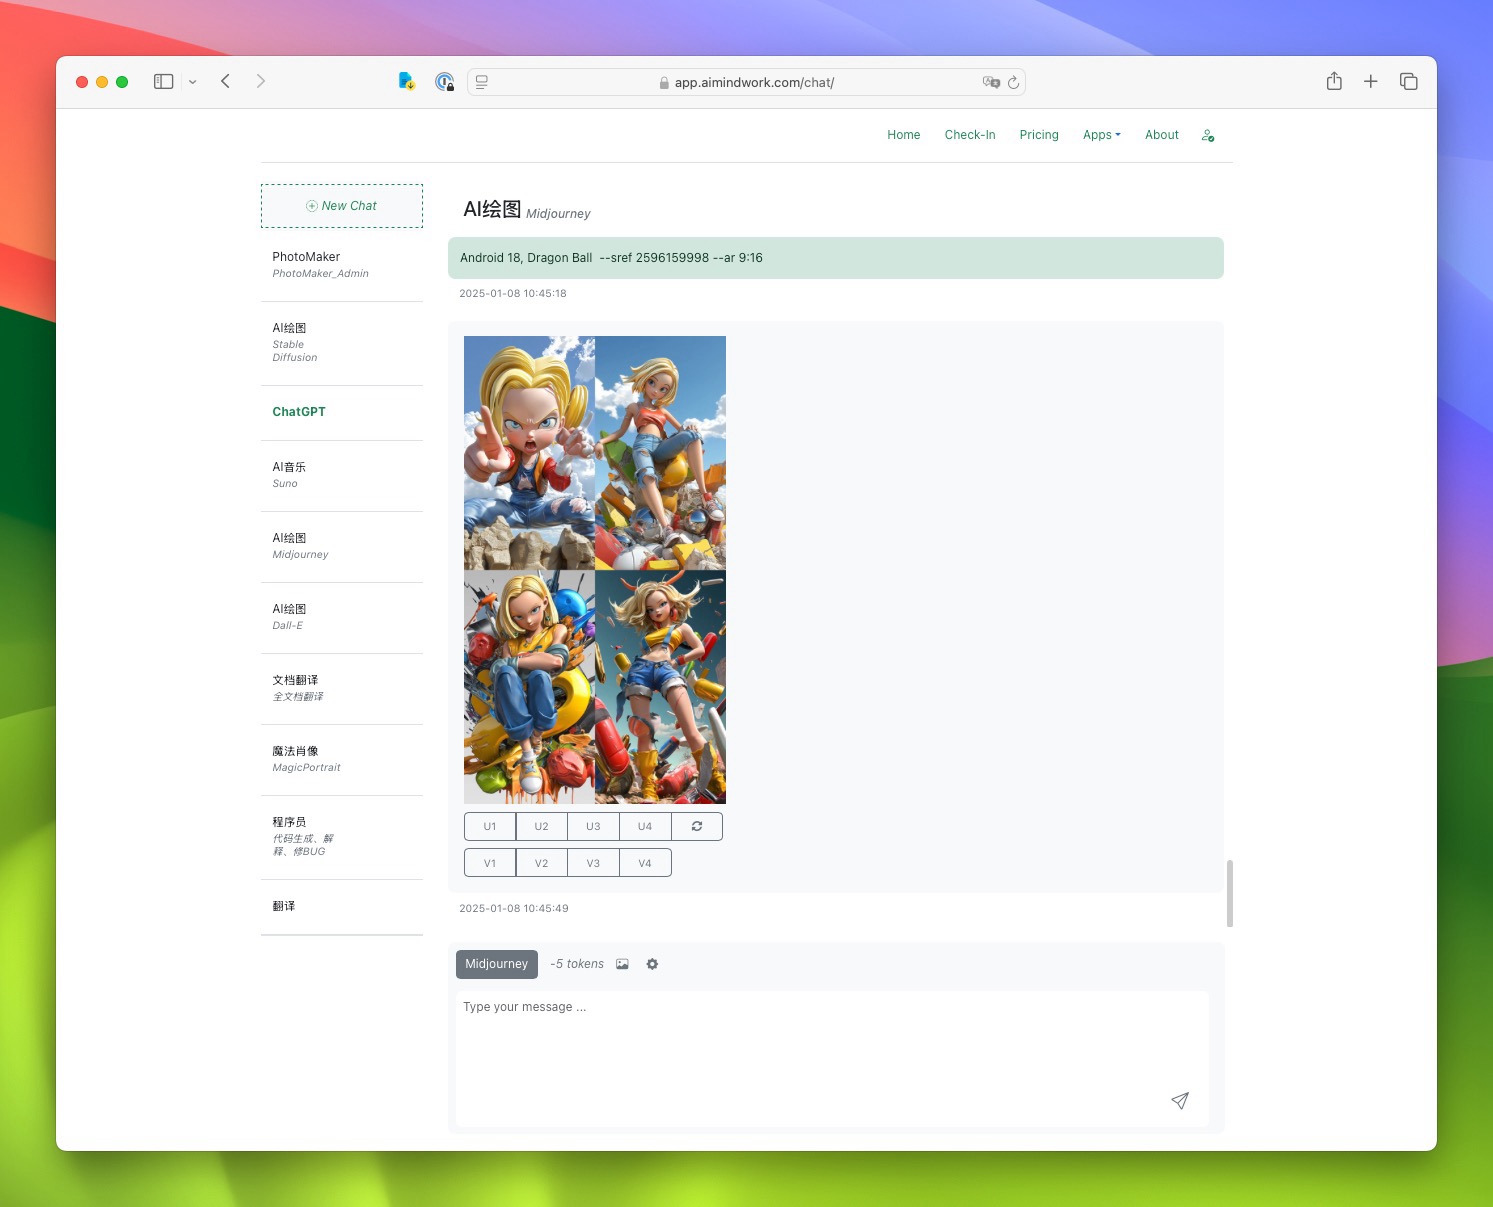 app.aimindwork.com/chat/
Home Check-In Pricing Apps About
New Chat
PhotoMaker
PhotoMaker_Admin
AI绘图
Stable
Diffusion
ChatGPT
AI音乐
Suno
AI绘图
Midjourney
AI绘图
Dall-E
文档翻译
全文档翻译
魔法肖像
MagicPortrait
程序员
代码生成、解
释、修BUG
翻译
AI绘图 Midjourney
Android 18, Dragon Ball --sref 2596159998 --ar 9:16
2025-01-08 10:45:18
U1 U2 U3 U4
V1 V2 V3 V4
2025-01-08 10:45:49
Midjourney -5 tokens
Type your message ...